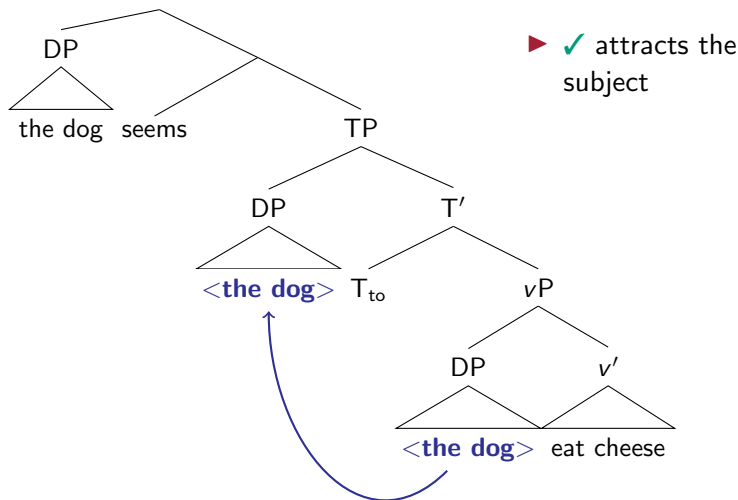 DP
▶ ✓ attracts the
subject
the dog seems
TP
DP T′
<the dog> T_to vP
DP v′
<the dog> eat cheese